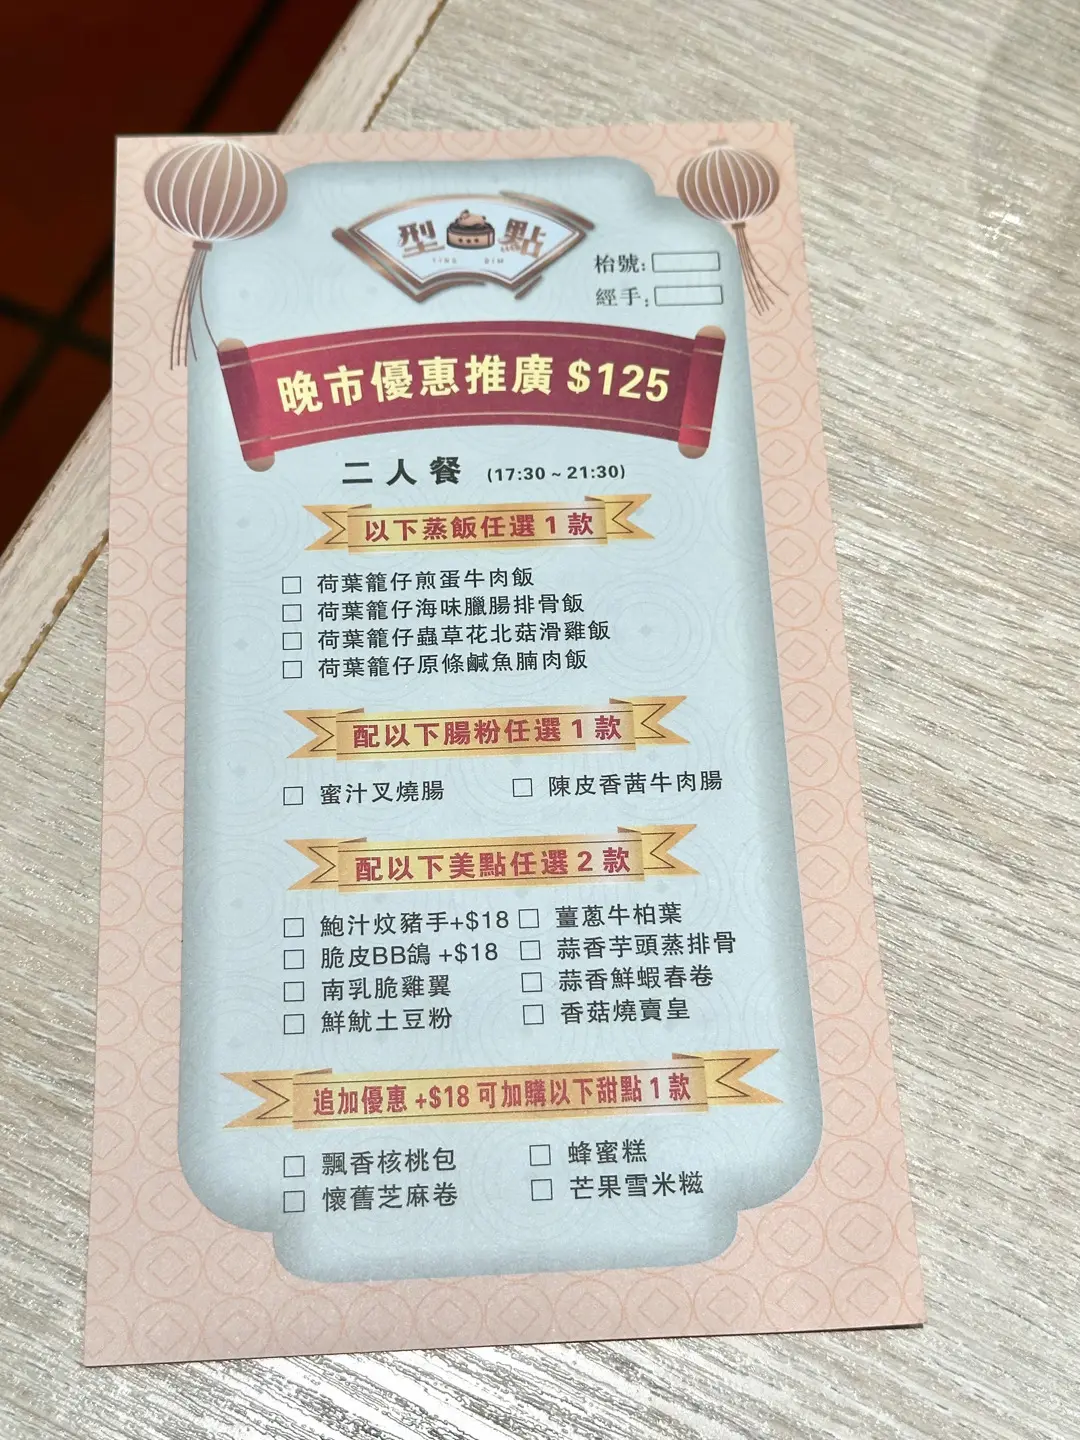 型 點
YING DIM
枱號:
經手:
晚市優惠推廣 $125
二人餐 (17:30 ~ 21:30)
以下蒸飯任選 1 款
□ 荷葉籠仔煎蛋牛肉飯
□ 荷葉籠仔海味臘腸排骨飯
□ 荷葉籠仔蟲草花北菇滑雞飯
□ 荷葉籠仔原條鹹魚腩肉飯
配以下腸粉任選 1 款
□ 蜜汁叉燒腸 □ 陳皮香茜牛肉腸
配以下美點任選 2 款
□ 鮑汁炆豬手+$18 □ 薑蔥牛柏葉
□ 脆皮BB鴿 +$18 □ 蒜香芋頭蒸排骨
□ 南乳脆雞翼 □ 蒜香鮮蝦春卷
□ 鮮魷土豆粉 □ 香菇燒賣皇
追加優惠 +$18 可加購以下甜點 1 款
□ 飄香核桃包 □ 蜂蜜糕
□ 懷舊芝麻卷 □ 芒果雪米糍